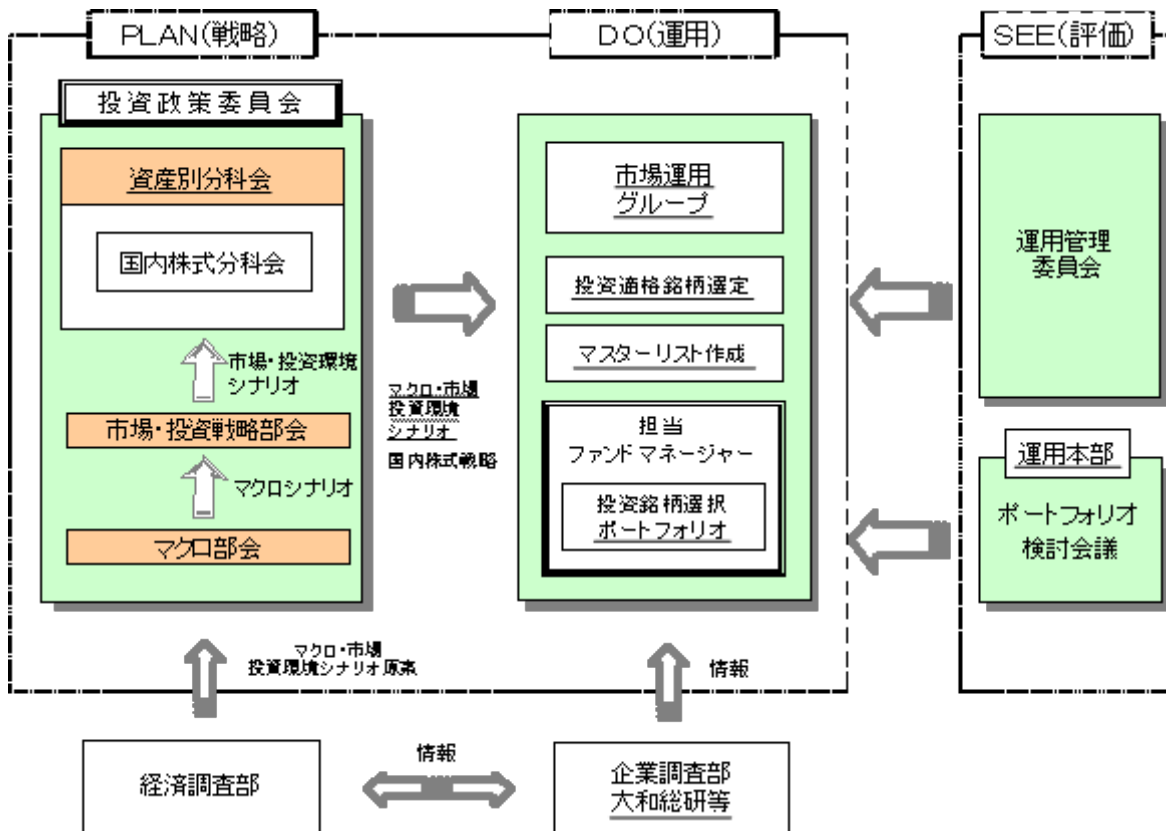 PLAN(戦略)
投資政策委員会
資産別分科会
国内株式分科会
市場・投資環境
シナリオ
市場・投資戦略部会
マクロシナリオ
マクロ部会
マクロ・市場
投資環境
シナリオ
国内株式戦略
DO(運用)
市場運用
グループ
投資適格銘柄選定
マスターリスト作成
担当
ファンドマネージャー
投資銘柄選択
ポートフォリオ
SEE(評価)
運用管理
委員会
運用本部
ポートフォリオ
検討会議
マクロ・市場
投資環境シナリオ原案
情報
経済調査部
情報
企業調査部
大和総研等